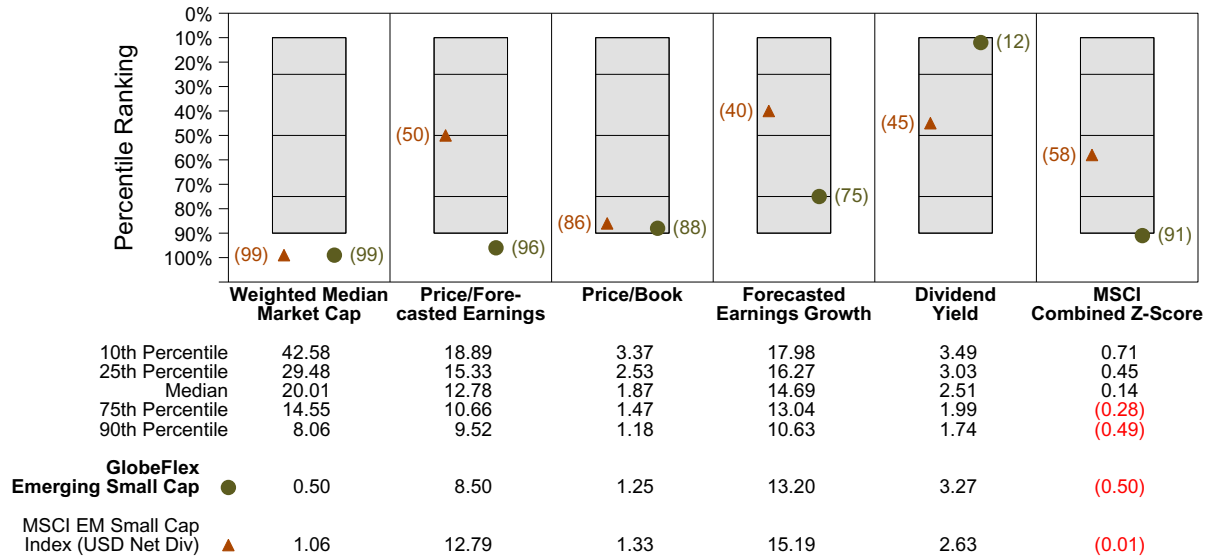 Percentile Ranking
0%
10%
20%
30%
40%
50%
60%
70%
80%
90%
100%
(99) (99)
(50) (96)
(86) (88)
(40) (75)
(45) (12)
(58) (91)
Weighted Median
Market Cap
Price/Fore-
casted Earnings
Price/Book
Forecasted
Earnings Growth
Dividend
Yield
MSCI
Combined Z-Score
10th Percentile 42.58 18.89 3.37 17.98 3.49 0.71
25th Percentile 29.48 15.33 2.53 16.27 3.03 0.45
Median 20.01 12.78 1.87 14.69 2.51 0.14
75th Percentile 14.55 10.66 1.47 13.04 1.99 (0.28)
90th Percentile 8.06 9.52 1.18 10.63 1.74 (0.49)
GlobeFlex
Emerging Small Cap 0.50 8.50 1.25 13.20 3.27 (0.50)
MSCI EM Small Cap
Index (USD Net Div) 1.06 12.79 1.33 15.19 2.63 (0.01)